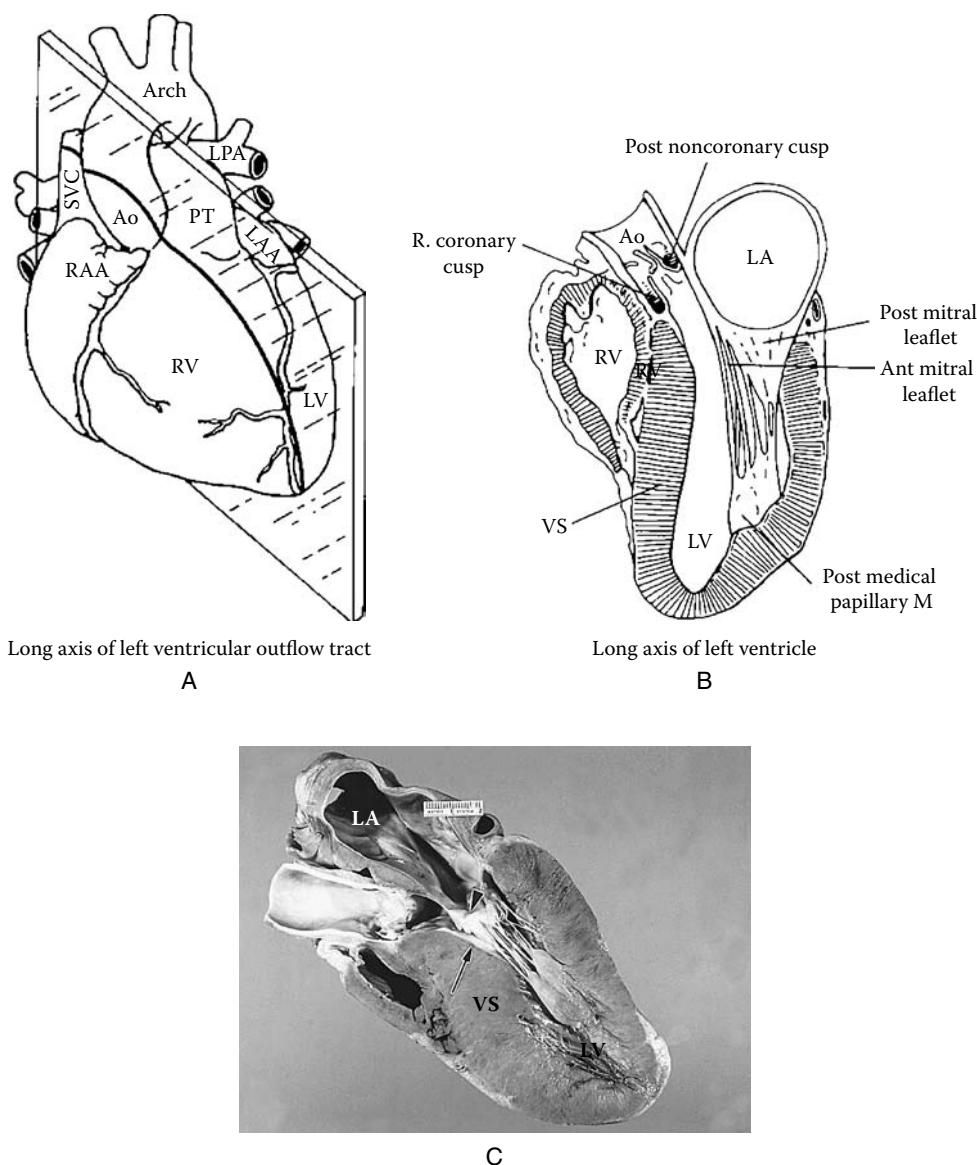 Arch
LPA
SVC
Ao
PT
LAA
RAA
RV
LV
Long axis of left ventricular outflow tract
A
Post noncoronary cusp
Ao
R. coronary
cusp
LA
Post mitral
leaflet
RV
RV
Ant mitral
leaflet
VS
LV
Post medical
papillary M
Long axis of left ventricle
B
LA
VS
LV
C